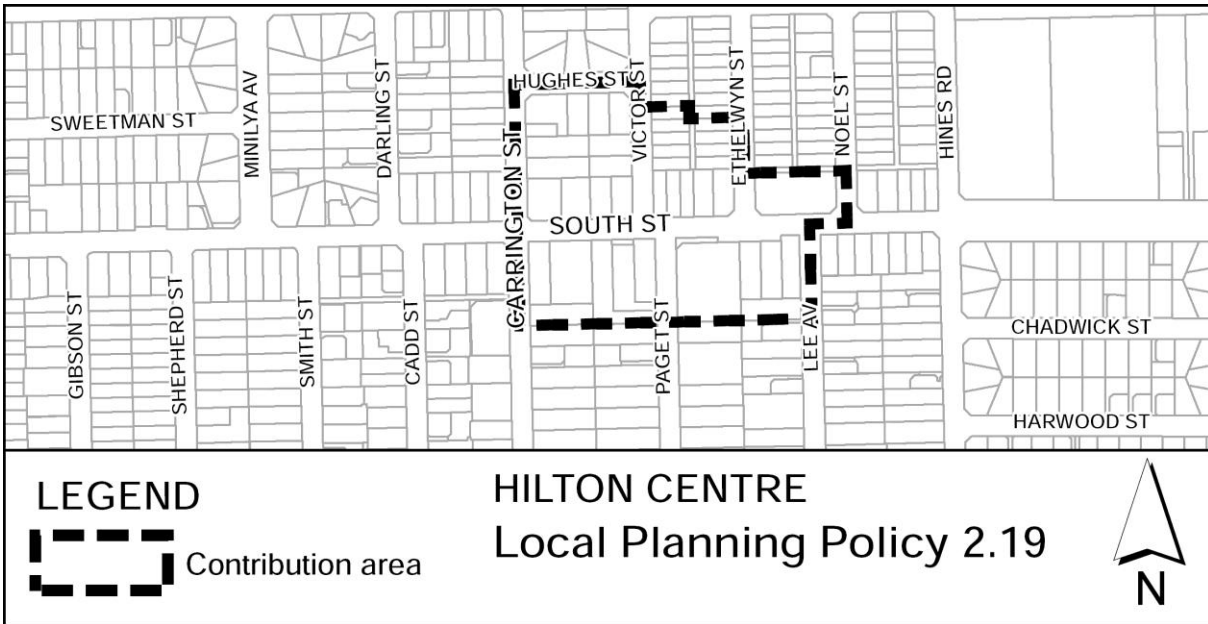 HUGHES ST
SWEETMAN ST
MINILYA AV
DARLING ST
CARRINGTON ST
VICTOR ST
ETHELWYN ST
NOEL ST
HINES RD
SOUTH ST
GIBSON ST
SHEPHERD ST
SMITH ST
CADD ST
PAGET ST
LEE AV
CHADWICK ST
HARWOOD ST
LEGEND
Contribution area
HILTON CENTRE
Local Planning Policy 2.19
N